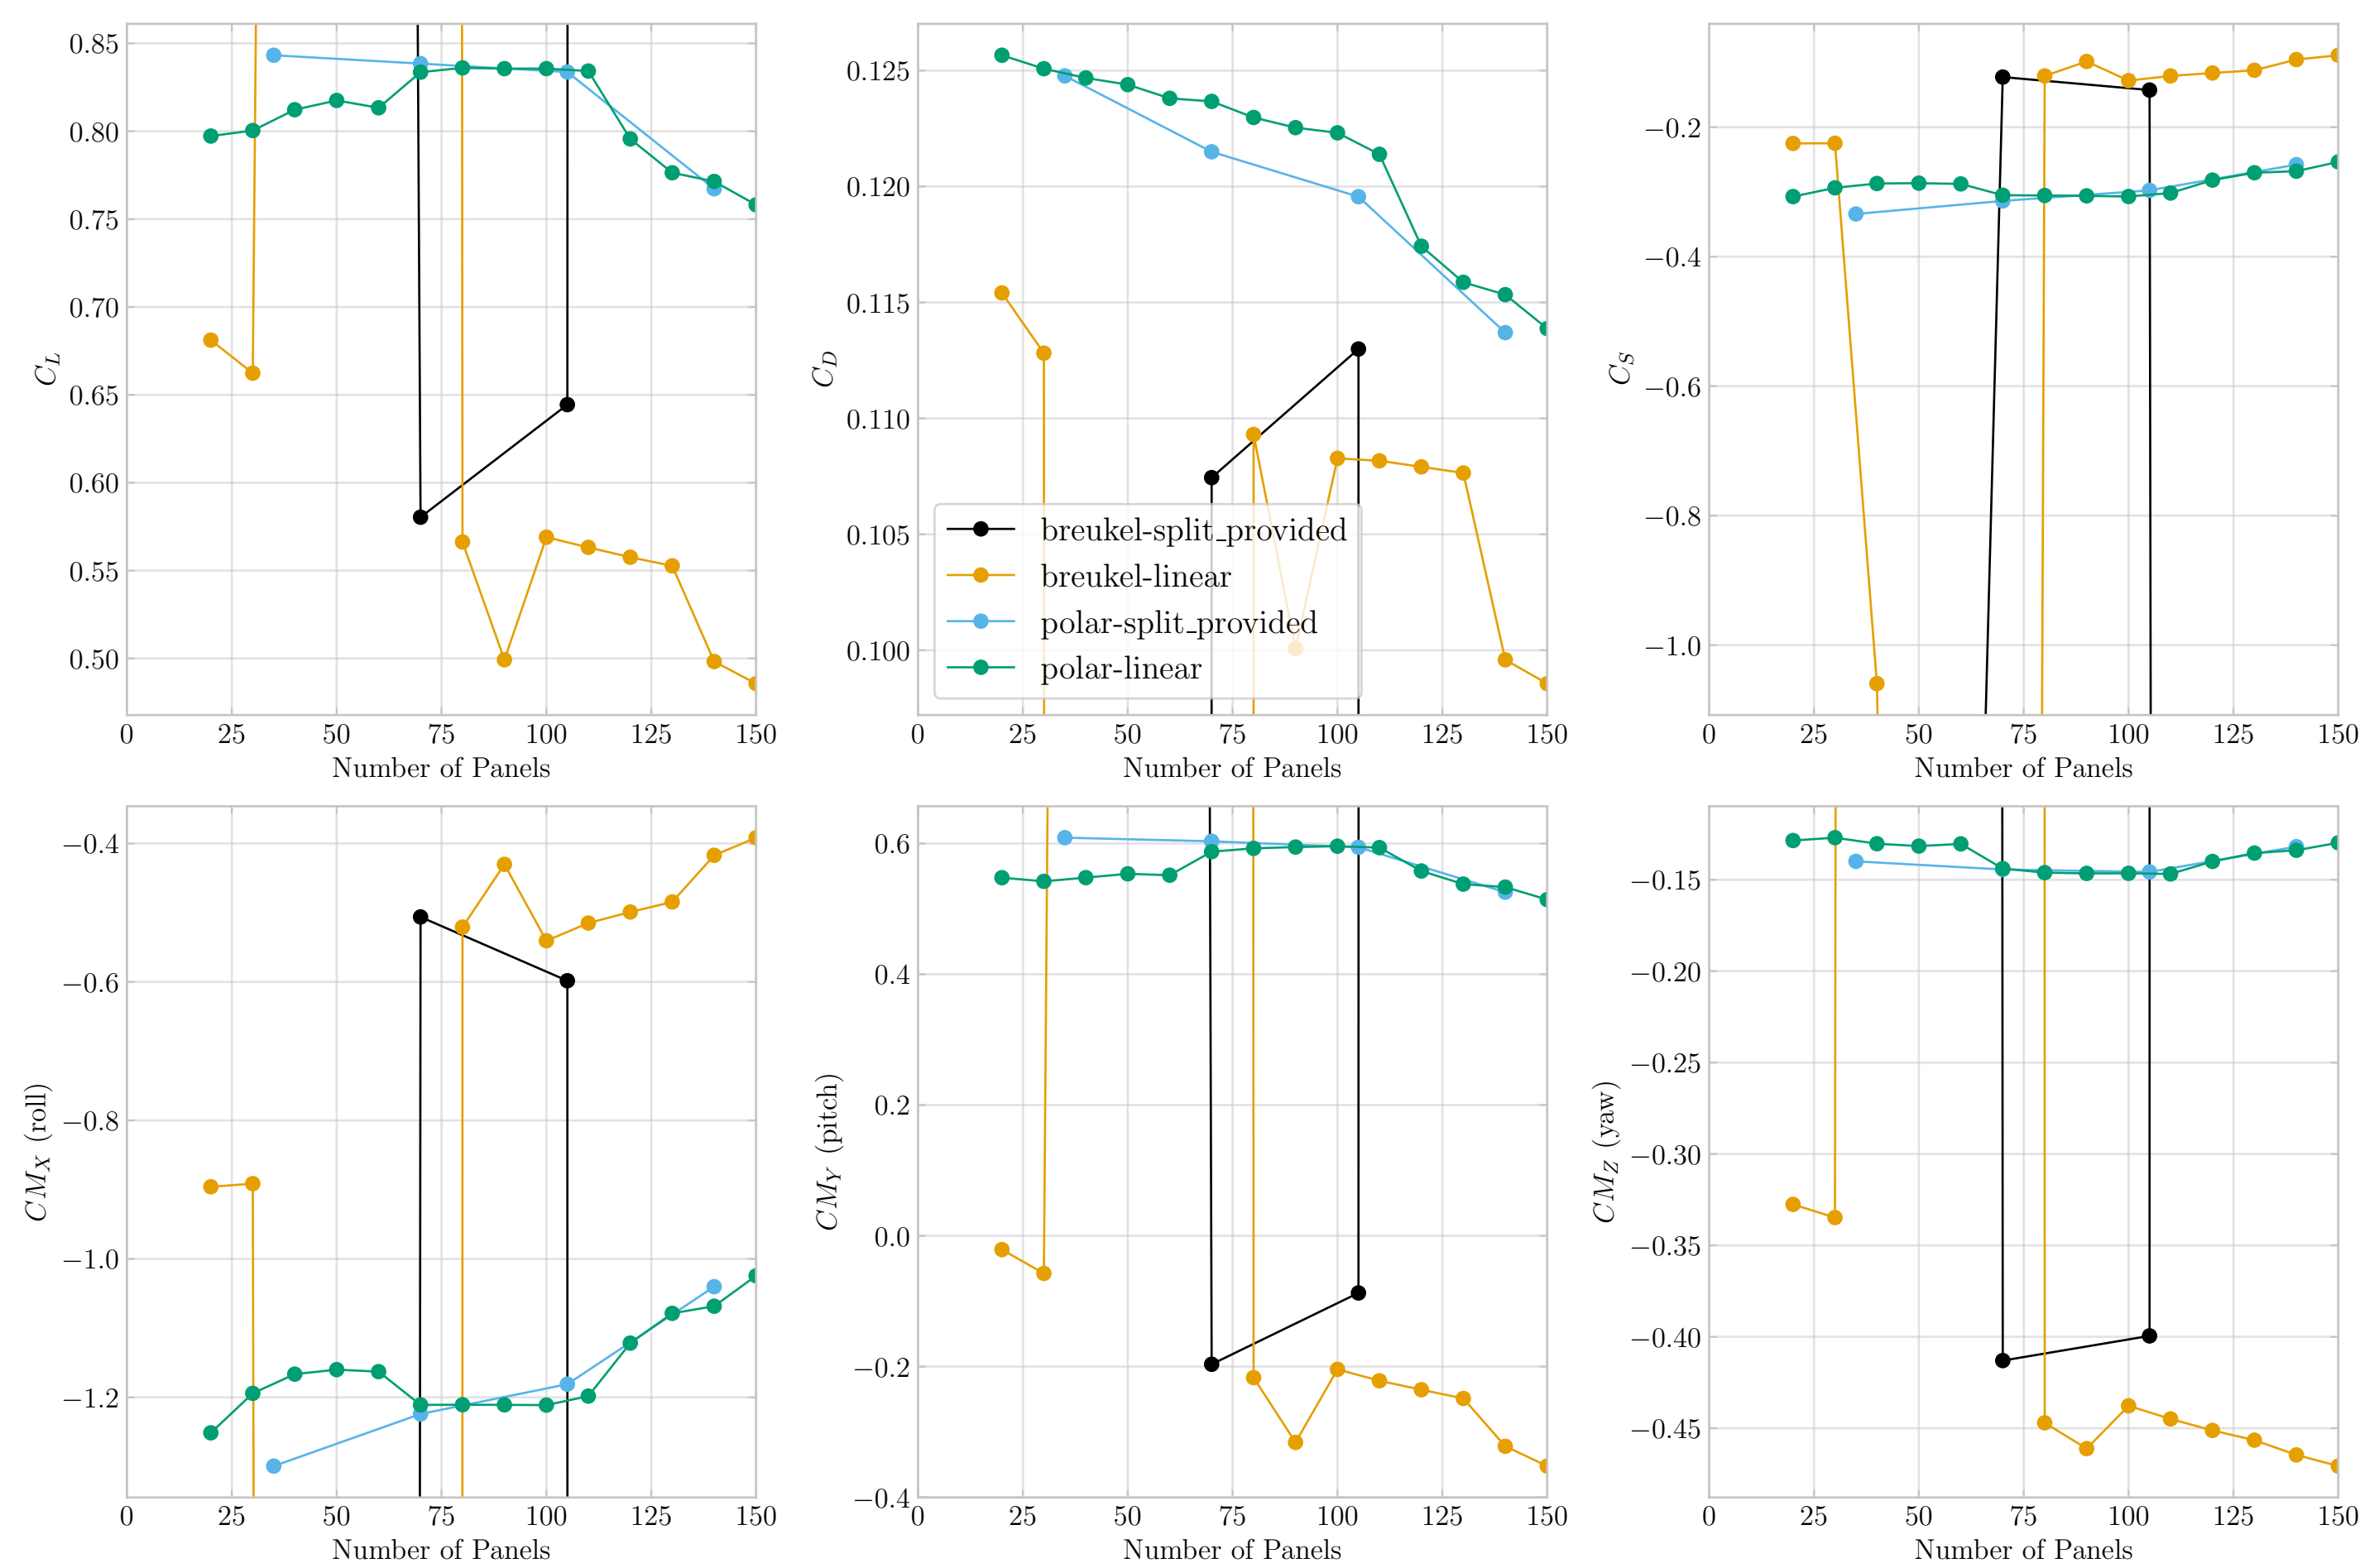 0.85
0.80
0.75
0.70
0.65
0.60
0.55
0.50
C_L
0 25 50 75 100 125 150
Number of Panels
0.125
0.120
0.115
0.110
0.105
0.100
C_D
breukel-split_provided
breukel-linear
polar-split_provided
polar-linear
0 25 50 75 100 125 150
Number of Panels
−0.2
−0.4
−0.6
−0.8
−1.0
C_S
0 25 50 75 100 125 150
Number of Panels
−0.4
−0.6
−0.8
−1.0
−1.2
CM_X (roll)
0 25 50 75 100 125 150
Number of Panels
0.6
0.4
0.2
0.0
−0.2
−0.4
CM_Y (pitch)
0 25 50 75 100 125 150
Number of Panels
−0.15
−0.20
−0.25
−0.30
−0.35
−0.40
−0.45
CM_Z (yaw)
0 25 50 75 100 125 150
Number of Panels